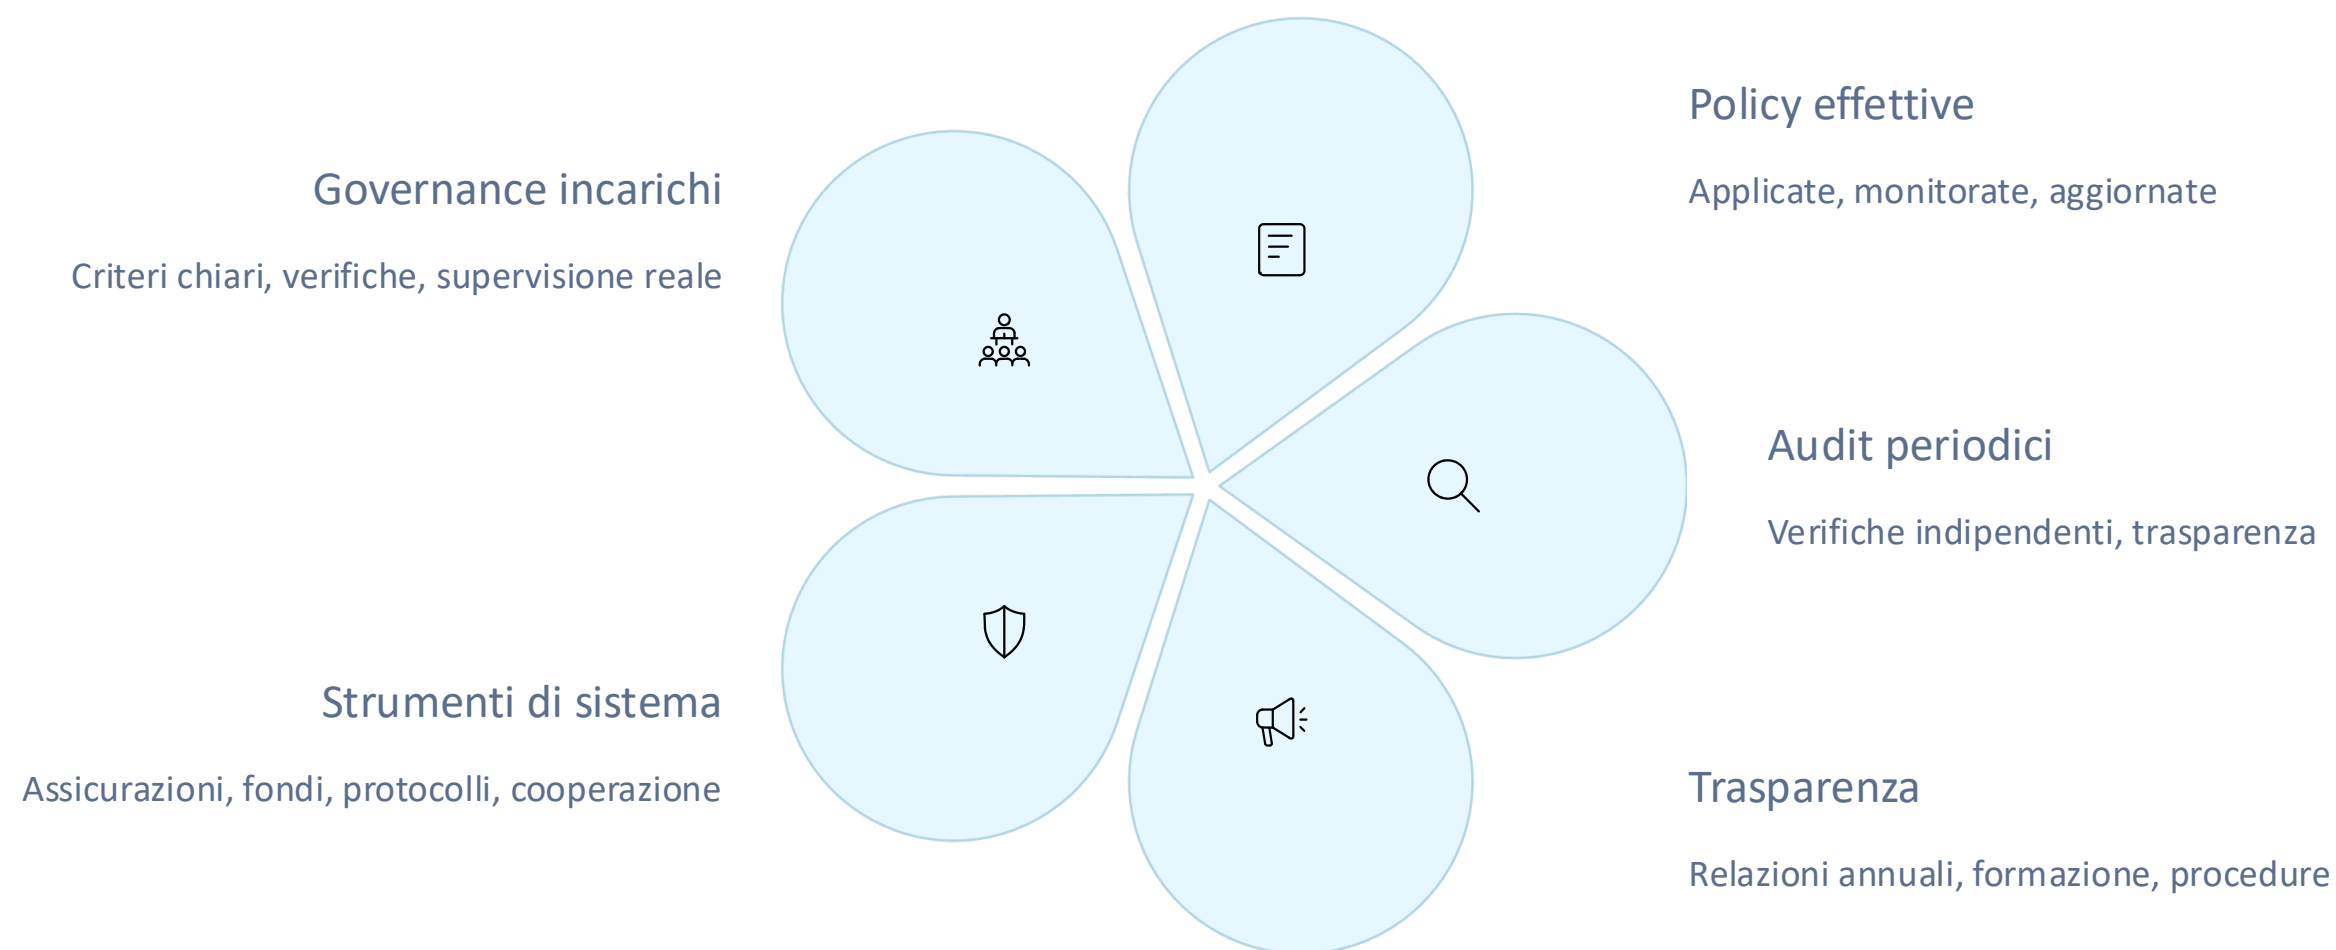 Governance incarichi
Criteri chiari, verifiche, supervisione reale
Policy effettive
Applicate, monitorate, aggiornate
Audit periodici
Verifiche indipendenti, trasparenza
Strumenti di sistema
Assicurazioni, fondi, protocolli, cooperazione
Trasparenza
Relazioni annuali, formazione, procedure